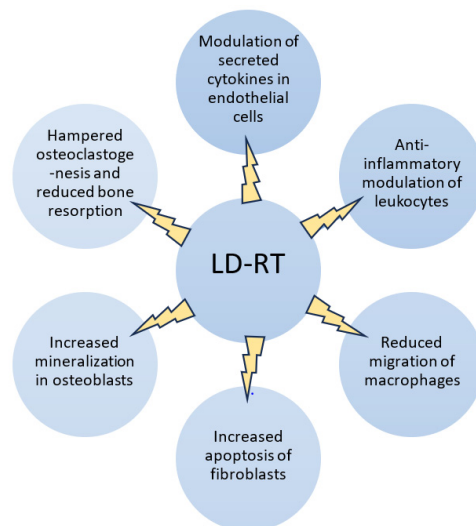 Modulation of
secreted
cytokines in
endothelial
cells
Anti-
inflammatory
modulation of
leukocytes
Reduced
migration of
macrophages
Increased
apoptosis of
fibroblasts
Increased
mineralization
in osteoblasts
Hampered
osteoclastoge
-nesis and
reduced bone
resorption
LD-RT